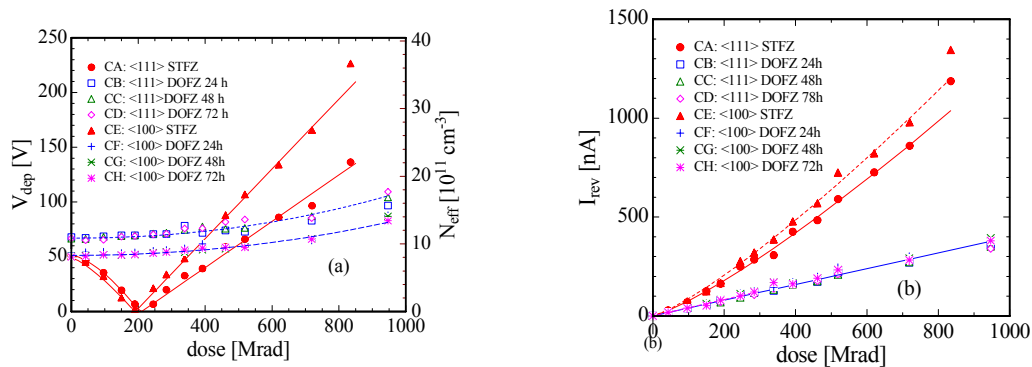 250
200
150
100
50
0
V_dep [V]
CA: <111> STFZ
CB: <111> DOFZ 24 h
CC: <111>DOFZ 48 h
CD: <111> DOFZ 72 h
CE: <100> STFZ
CF: <100> DOFZ 24h
CG: <100> DOFZ 48h
CH: <100> DOFZ 72h
(a)
40
30
20
10
0
N_eff [10^11 cm^-3]
0 200 400 600 800 1000
dose [Mrad]
1500
1000
500
0
I_rev [nA]
CA: <111> STFZ
CB: <111> DOFZ 24h
CC: <111> DOFZ 48h
CD: <111> DOFZ 78h
CE: <100> STFZ
CF: <100> DOFZ 24h
CG: <100> DOFZ 48h
CH: <100> DOFZ 72h
(b)
0 200 400 600 800 1000
(b)
dose [Mrad]